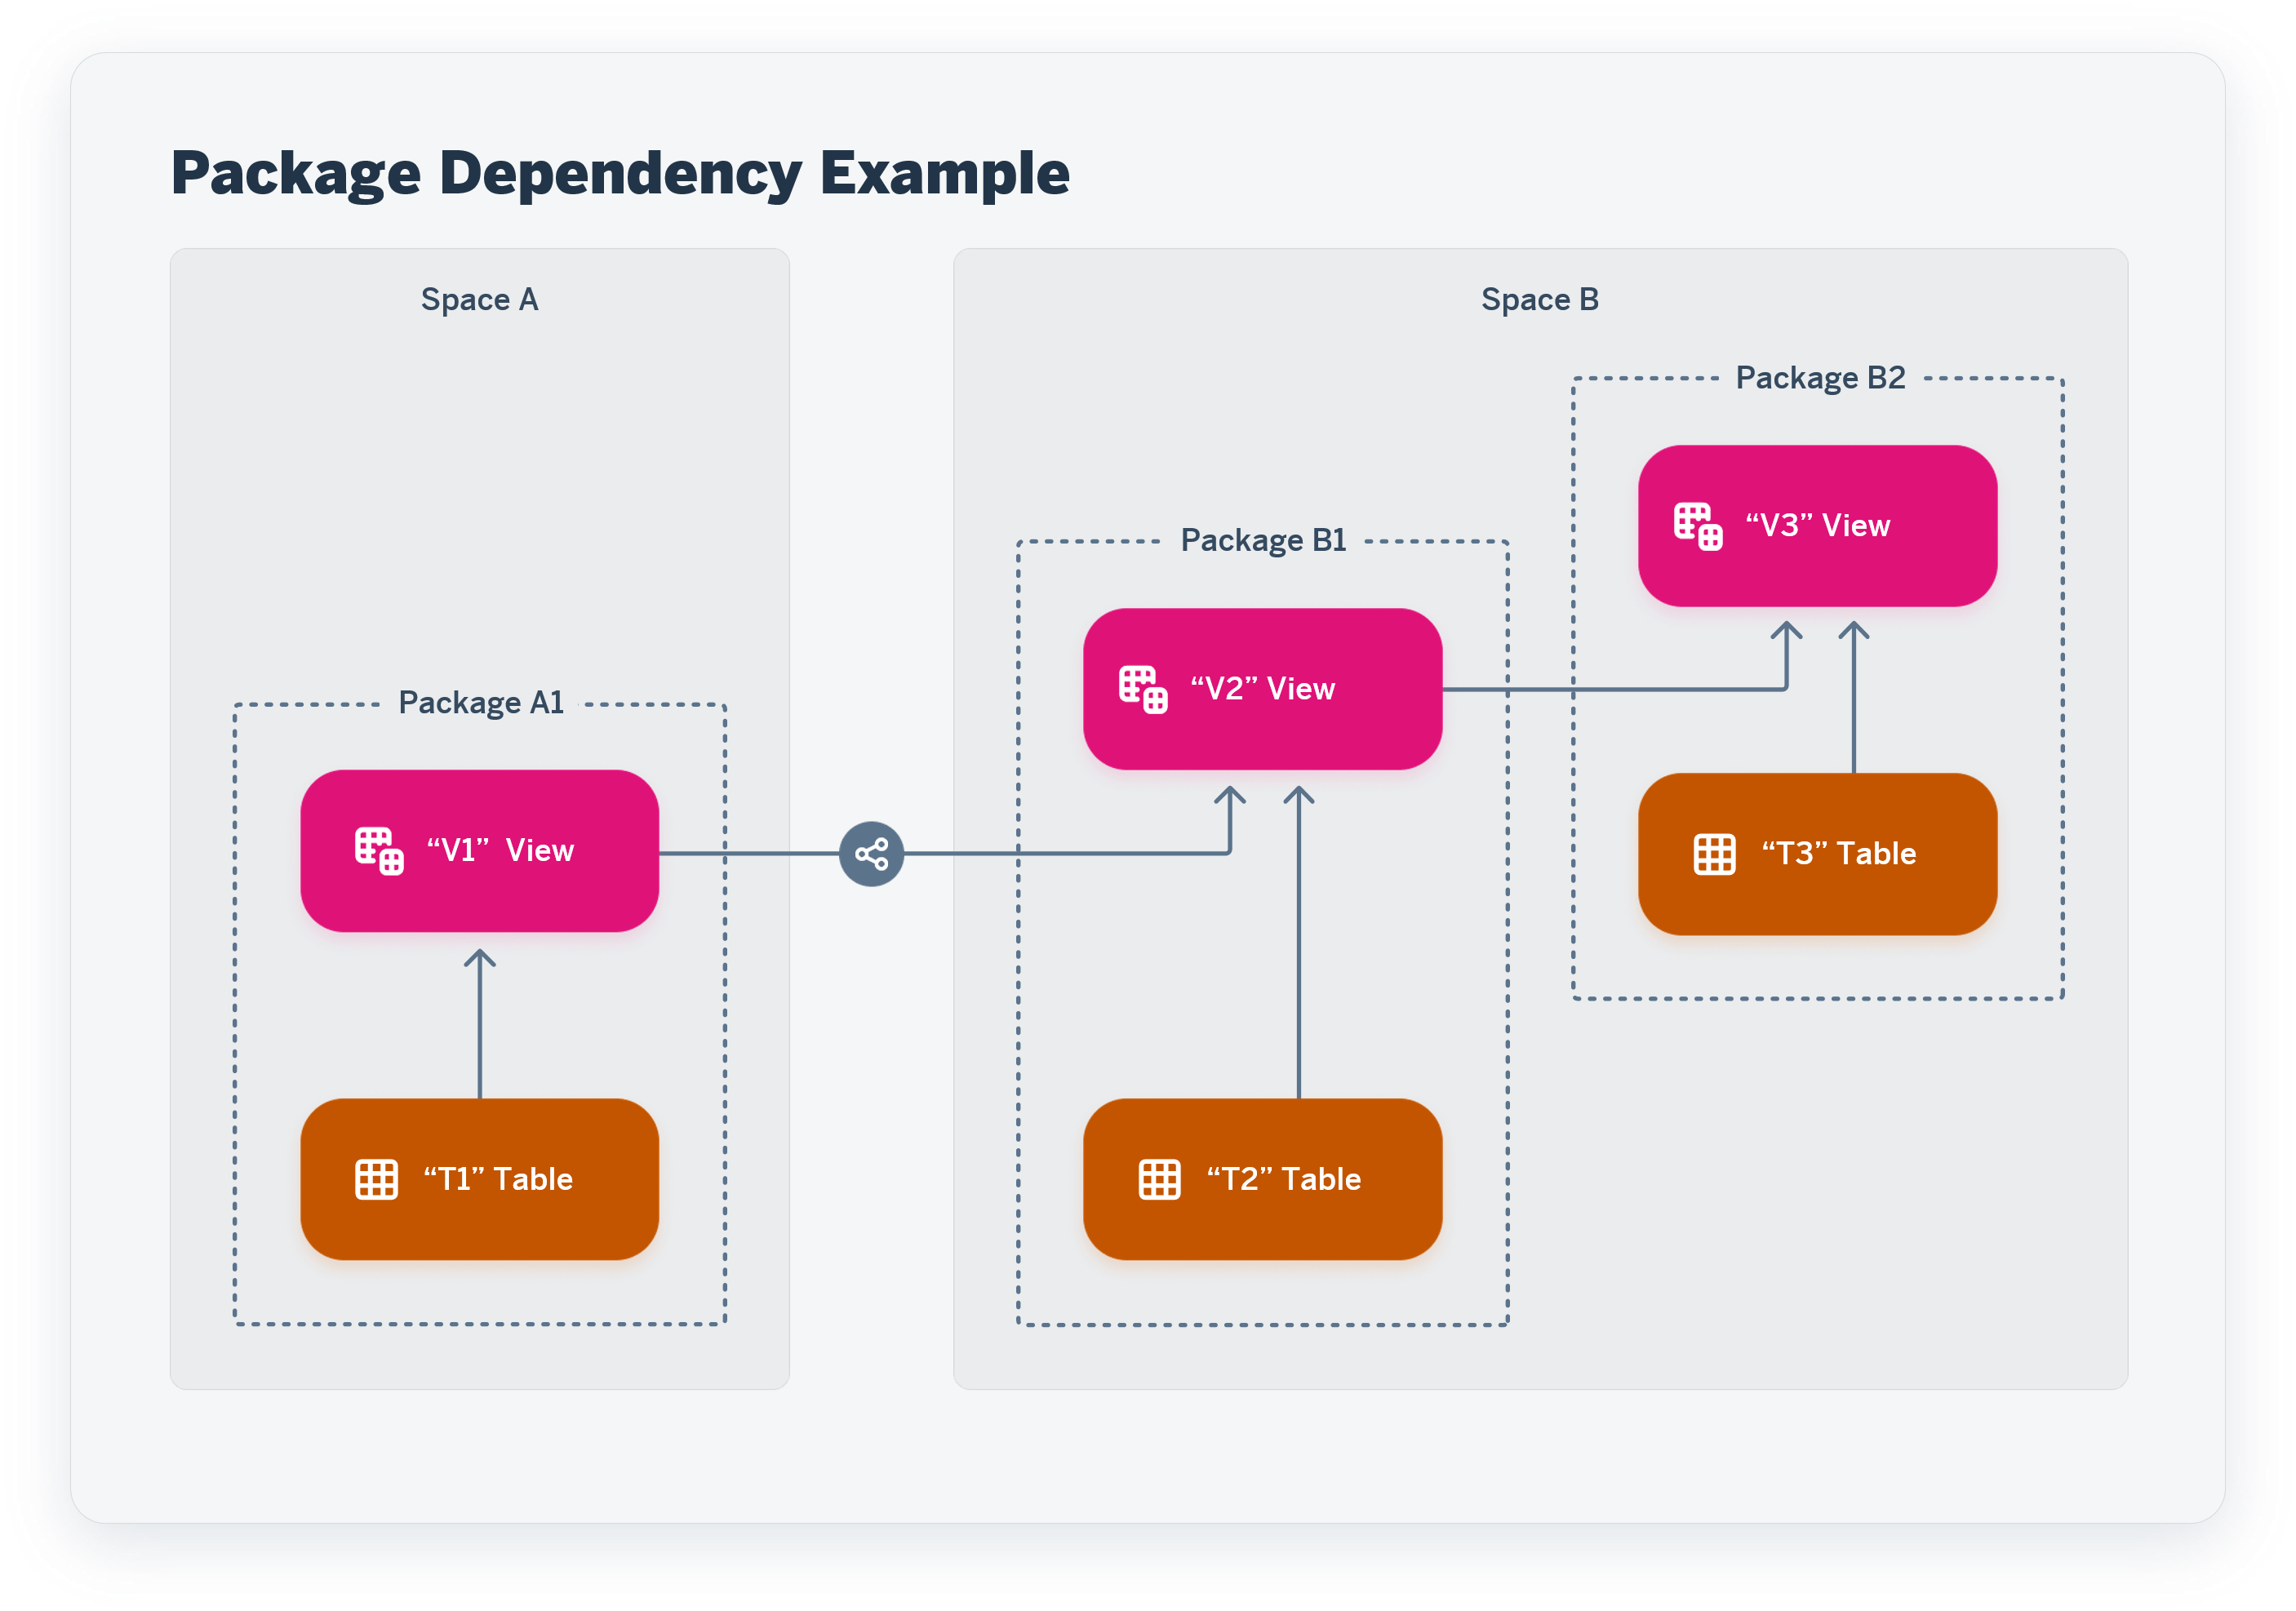 Package Dependency Example
Space A
Package A1
“V1” View
“T1” Table
Space B
Package B1
“V2” View
“T2” Table
Package B2
“V3” View
“T3” Table